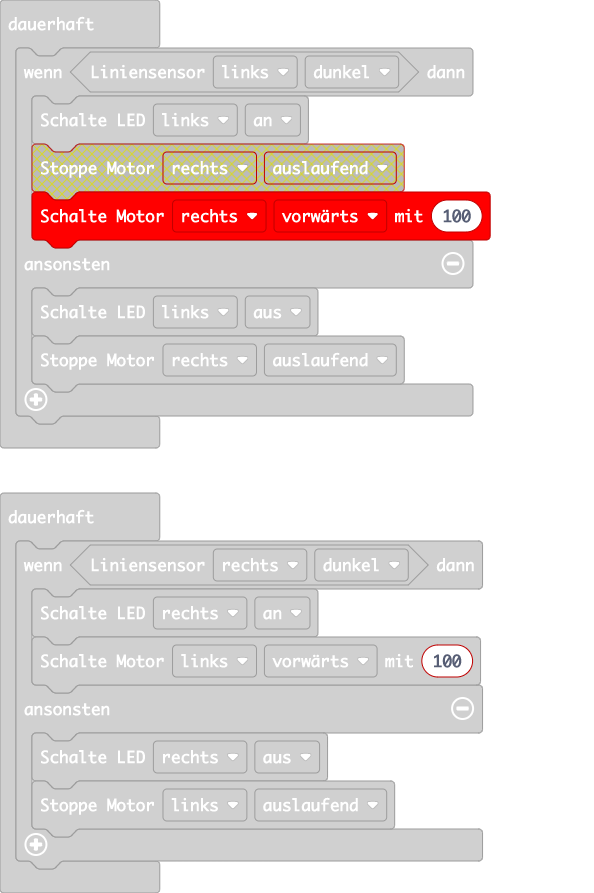 dauerhaft
wenn Liniensensor links dunkel dann
Schalte LED links an
Stoppe Motor rechts auslaufend
Schalte Motor rechts vorwärts mit 100
ansonsten
Schalte LED links aus
Stoppe Motor rechts auslaufend
dauerhaft
wenn Liniensensor rechts dunkel dann
Schalte LED rechts an
Schalte Motor links vorwärts mit 100
ansonsten
Schalte LED rechts aus
Stoppe Motor links auslaufend